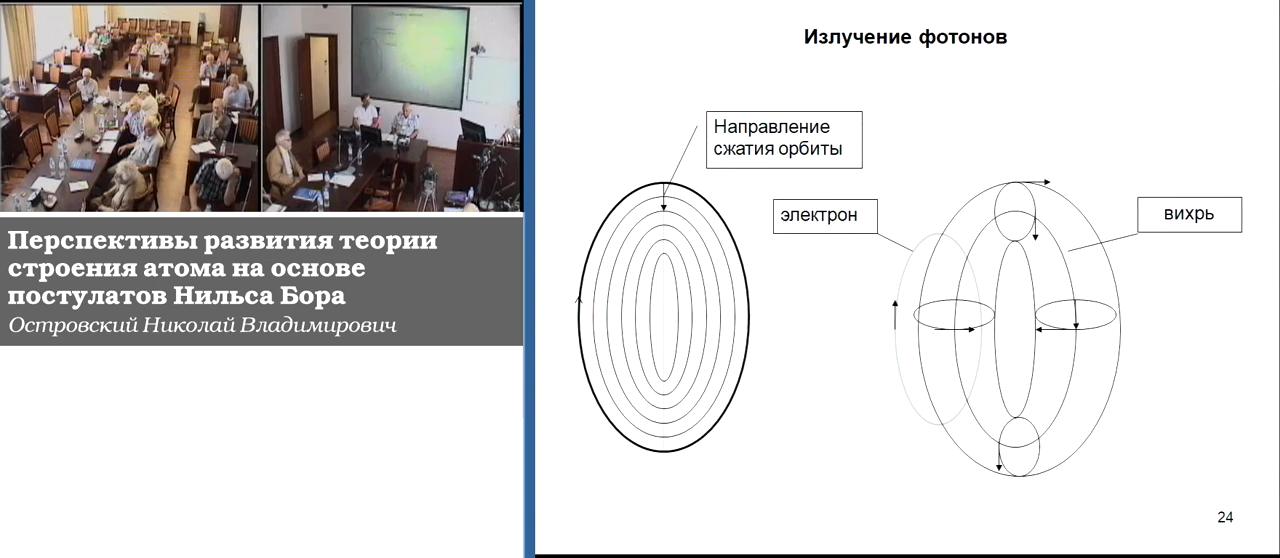 Перспективы развития теории
строения атома на основе
постулатов Нильса Бора
Островский Николай Владимирович
Излучение фотонов
Направление
сжатия орбиты
электрон
вихрь
24